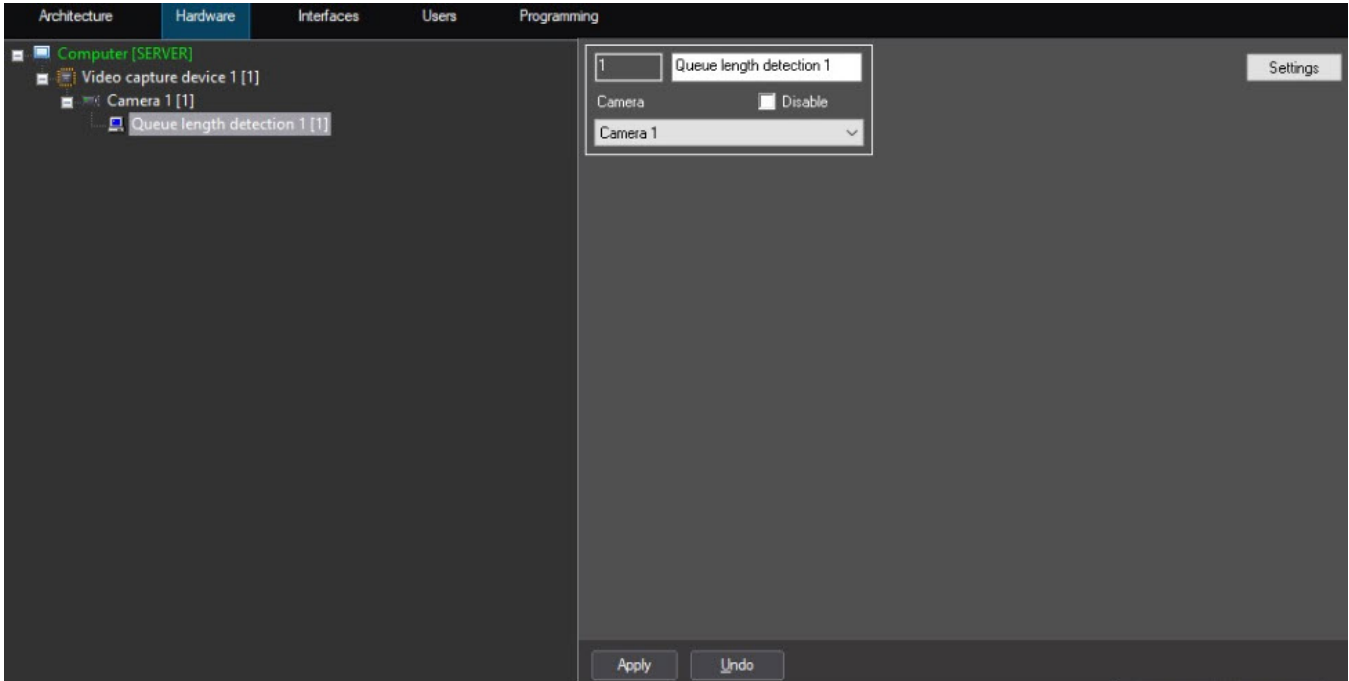 Architecture Hardware Interfaces Users Programming
Computer [SERVER]
Video capture device 1 [1]
Camera 1 [1]
Queue length detection 1 [1]
1 Queue length detection 1
Settings
Camera Disable
Camera 1
Apply Undo